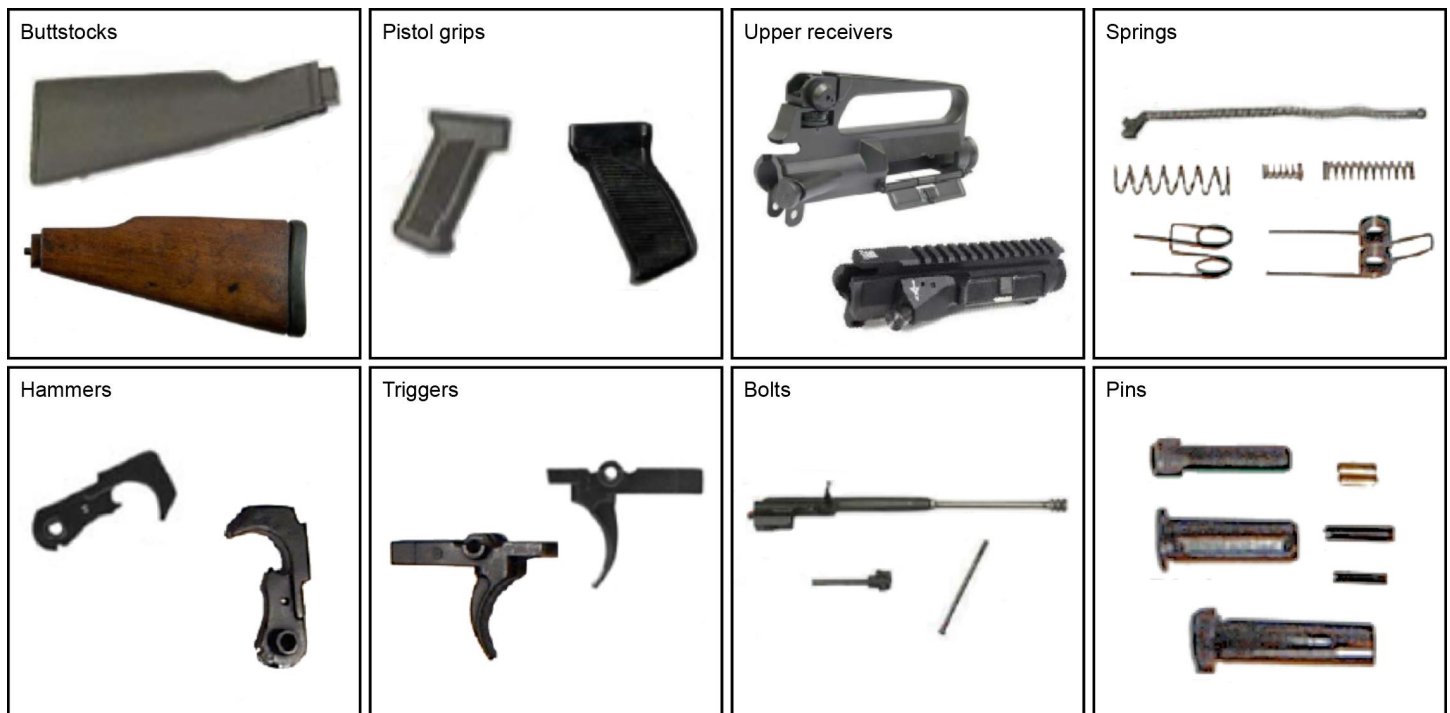 Buttstocks
Pistol grips
Upper receivers
Springs
Hammers
Triggers
Bolts
Pins